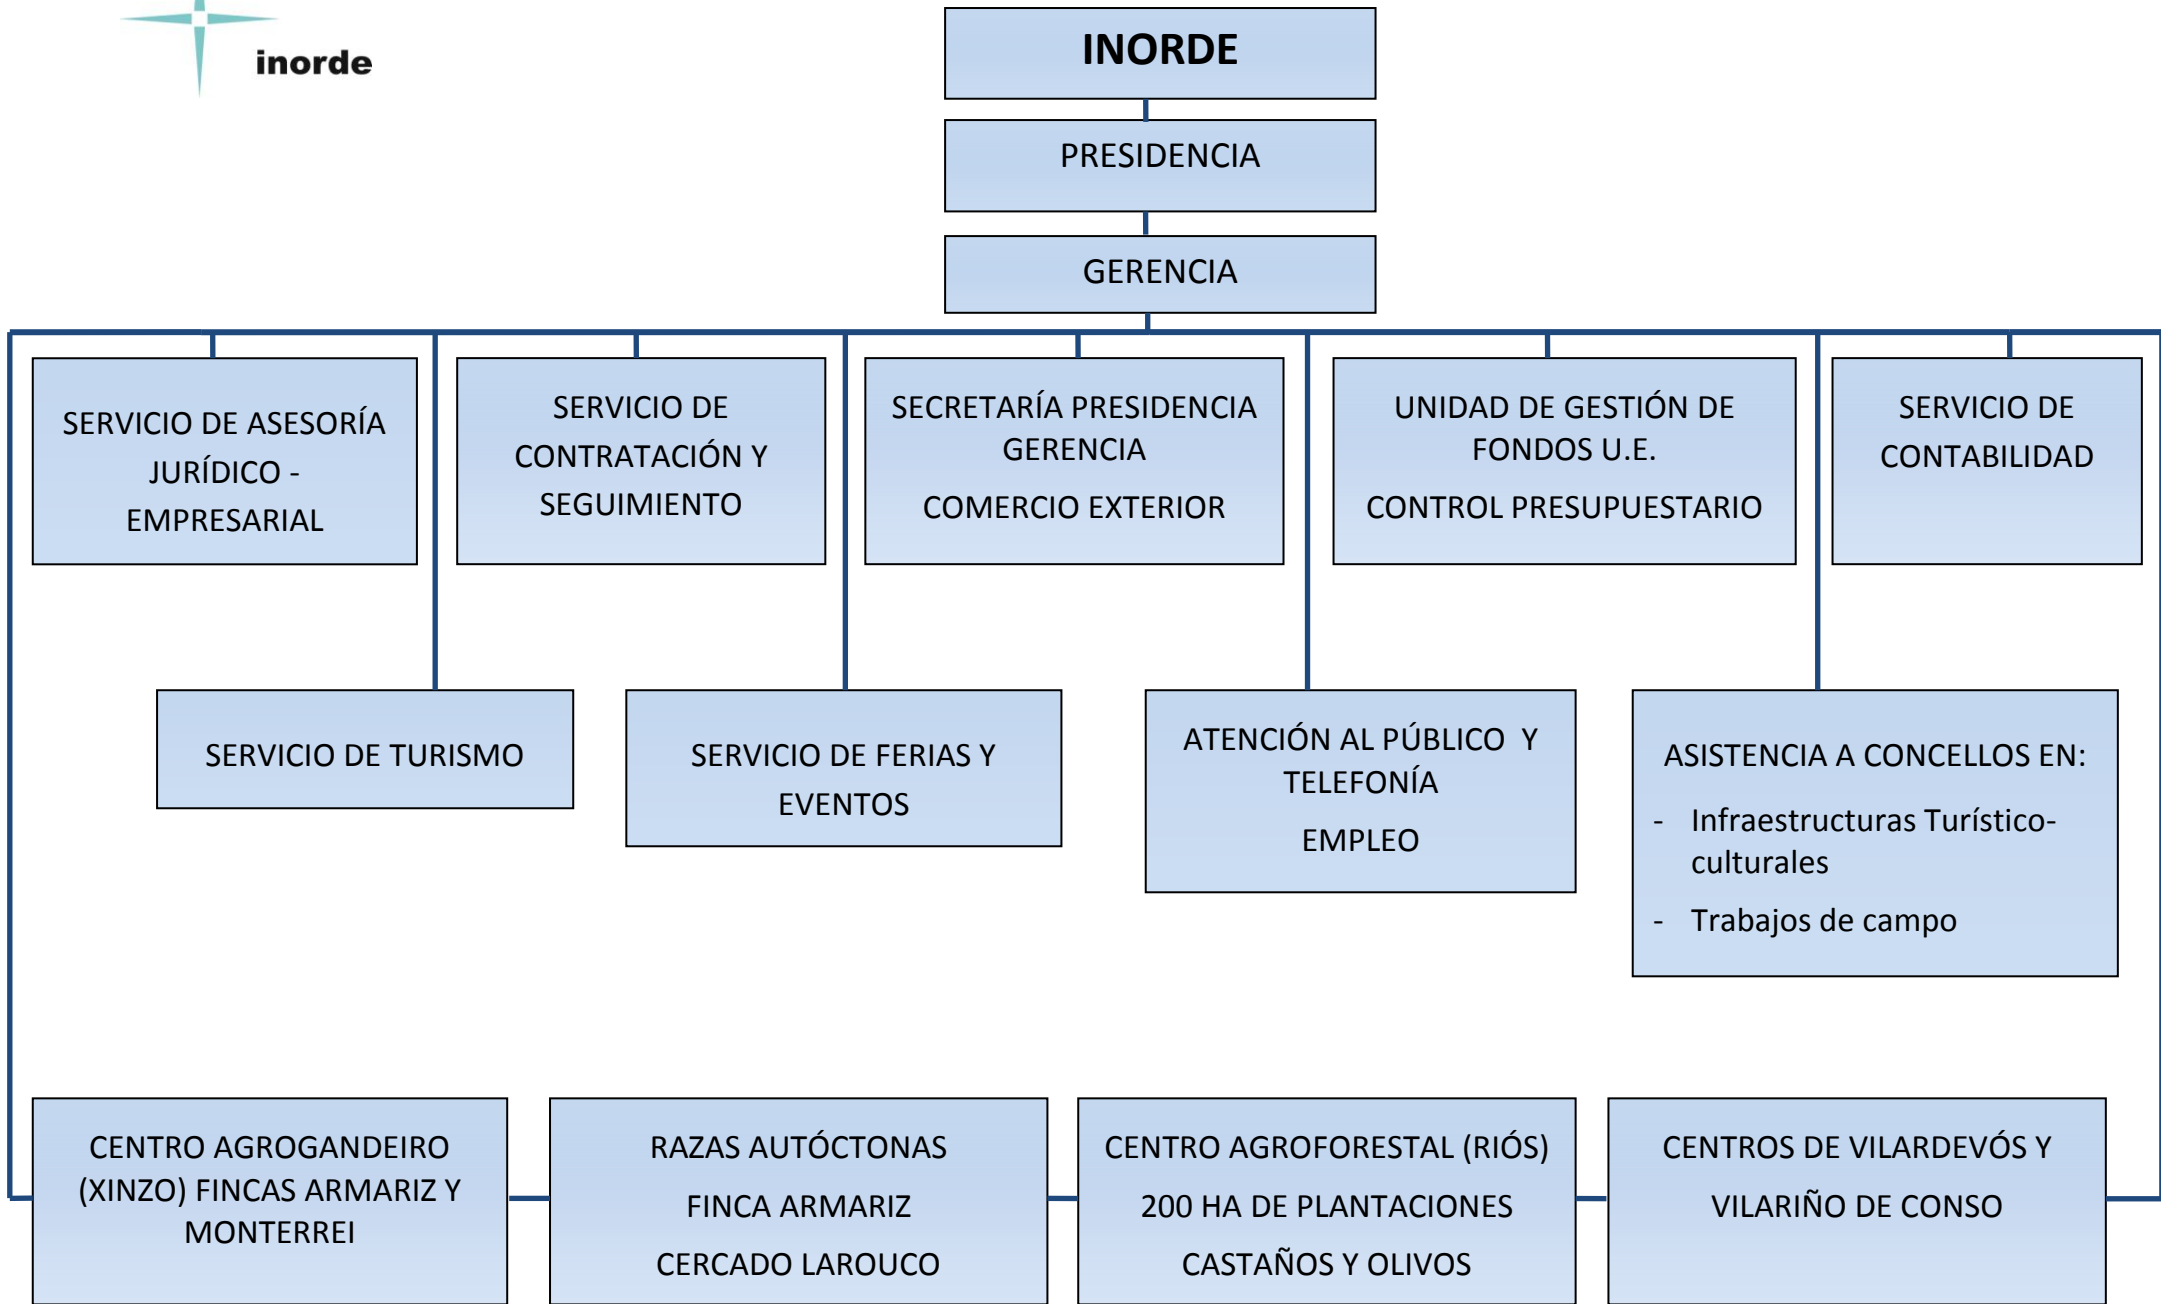 inorde
INORDE
PRESIDENCIA
GERENCIA
SERVICIO DE ASESORÍA
JURÍDICO -
EMPRESARIAL
SERVICIO DE
CONTRATACIÓN Y
SEGUIMIENTO
SECRETARÍA PRESIDENCIA
GERENCIA
COMERCIO EXTERIOR
UNIDAD DE GESTIÓN DE
FONDOS U.E.
CONTROL PRESUPUESTARIO
SERVICIO DE
CONTABILIDAD
SERVICIO DE TURISMO
SERVICIO DE FERIAS Y
EVENTOS
ATENCIÓN AL PÚBLICO Y
TELEFONÍA
EMPLEO
ASISTENCIA A CONCELLOS EN:
- Infraestructuras Turístico-
culturales
- Trabajos de campo
CENTRO AGROGANDEIRO
(XINZO) FINCAS ARMARIZ Y
MONTERREI
RAZAS AUTÓCTONAS
FINCA ARMARIZ
CERCADO LAROUCO
CENTRO AGROFORESTAL (RIÓS)
200 HA DE PLANTACIONES
CASTAÑOS Y OLIVOS
CENTROS DE VILARDEVÓS Y
VILARIÑO DE CONSO